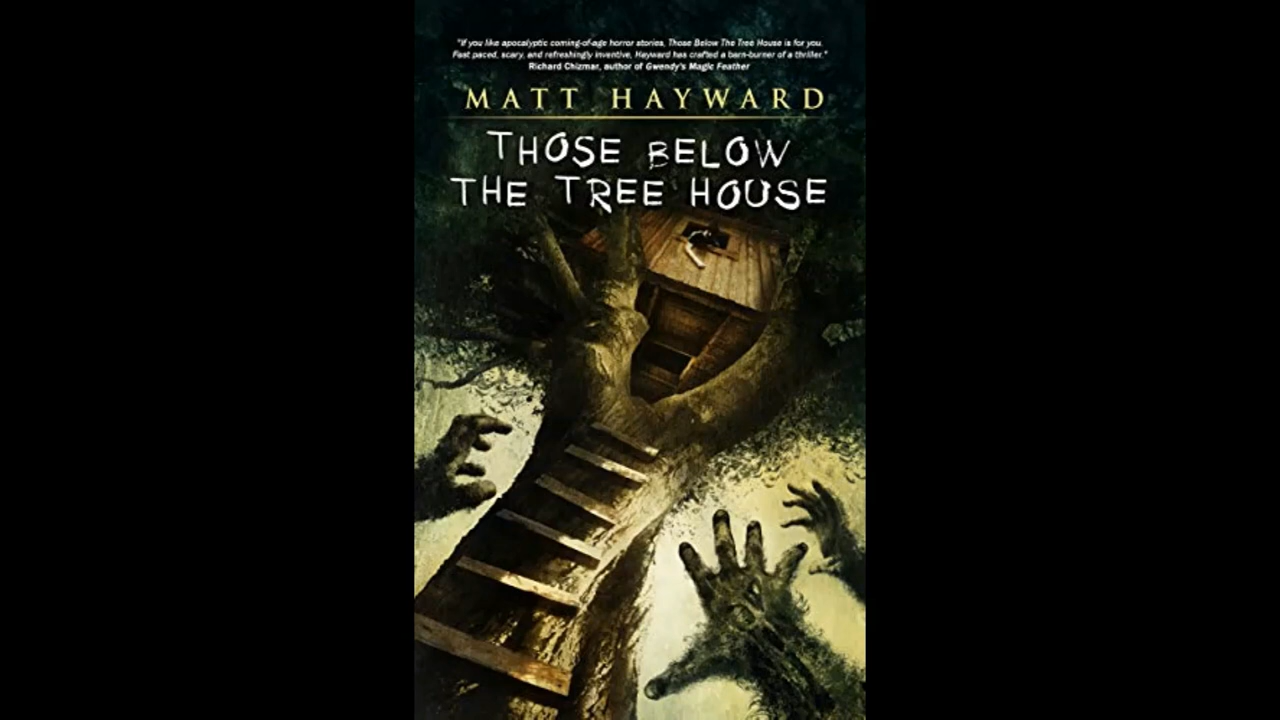 "If you like apocalyptic coming-of-age horror stories, Those Below The Tree House is for you.
Fast paced, scary, and refreshingly inventive, Hayward has crafted a barn-burner of a thriller."
Richard Chizmar, author of Gwendy's Magic Feather
MATT HAYWARD
THOSE BELOW
THE TREE HOUSE